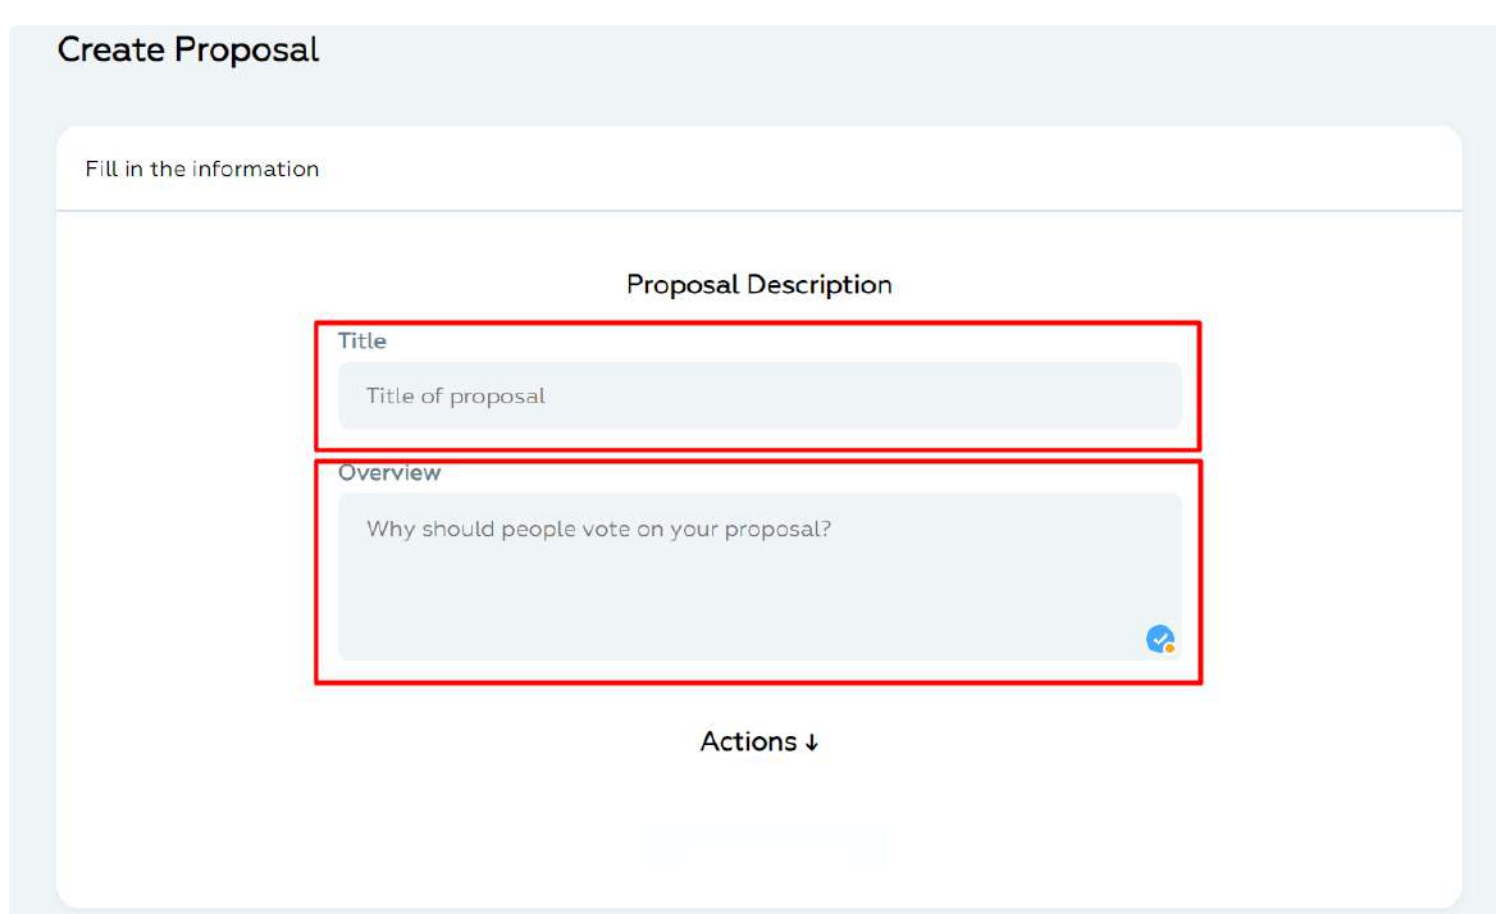 Create Proposal
Fill in the information
Proposal Description
Title
Title of proposal
Overview
Why should people vote on your proposal?
Actions ↓